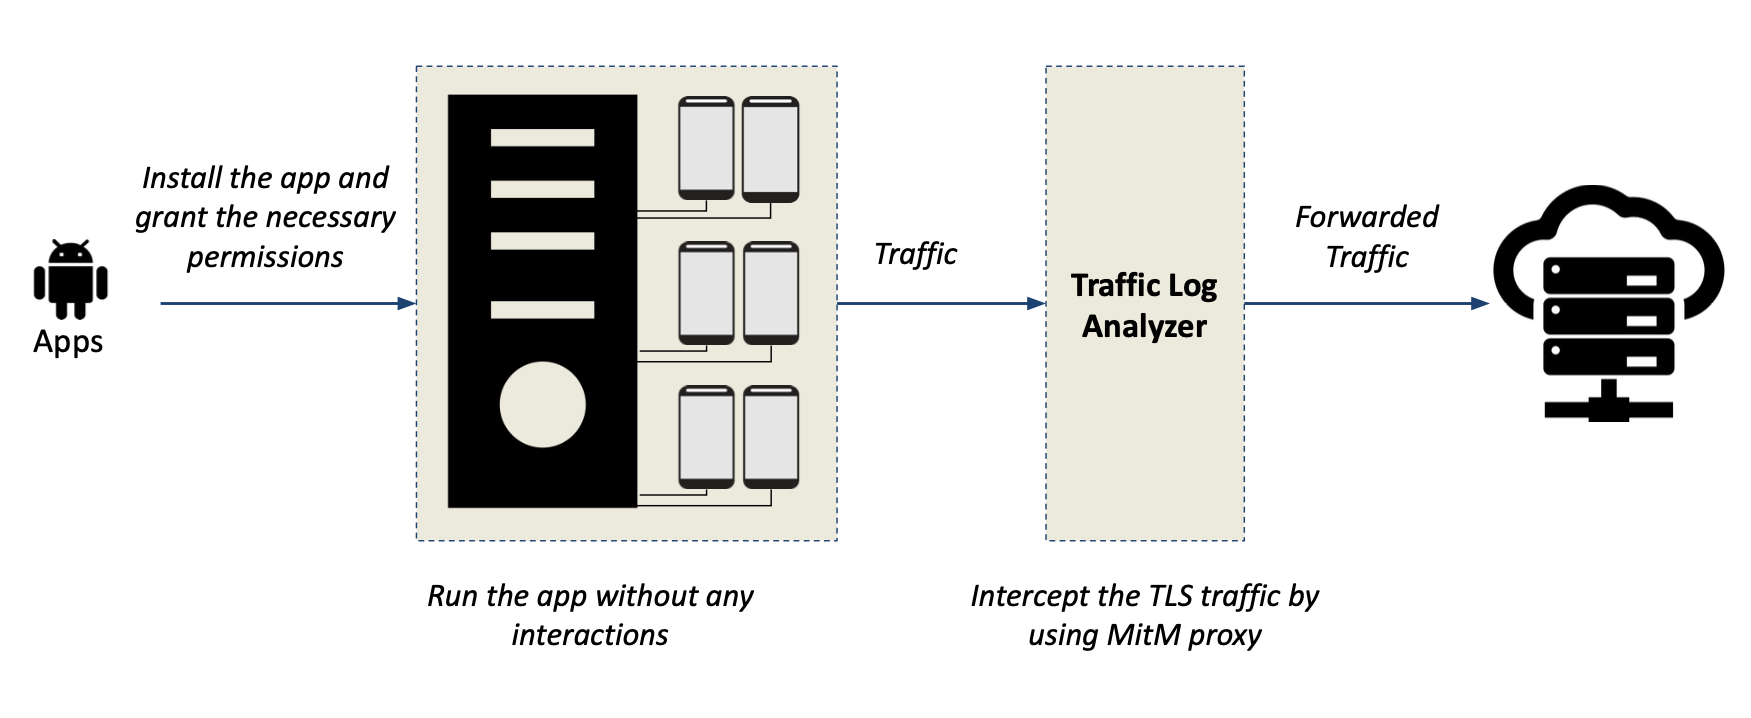 Install the app and
grant the necessary
permissions
Apps
Traffic
Traffic Log
Analyzer
Forwarded
Traffic
Run the app without any
interactions
Intercept the TLS traffic by
using MitM proxy